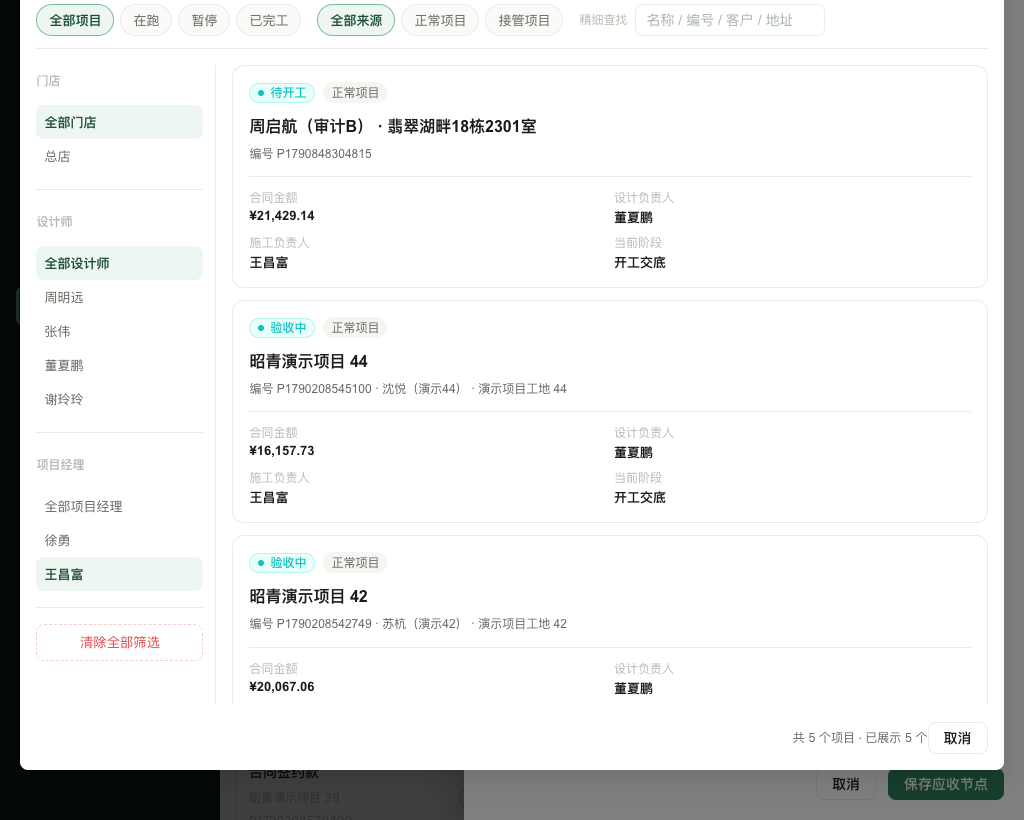 全部项目 在跑 暂停 已完工 全部来源 正常项目 接管项目 精细查找 名称 / 编号 / 客户 / 地址
门店
全部门店
总店
设计师
全部设计师
周明远
张伟
董夏鹏
谢玲玲
项目经理
全部项目经理
徐勇
王昌富
清除全部筛选
待开工 正常项目
周启航（审计B） · 翡翠湖畔18栋2301室
编号 P1790848304815
合同金额 设计负责人
¥21,429.14 董夏鹏
施工负责人 当前阶段
王昌富 开工交底
验收中 正常项目
昭青演示项目 44
编号 P1790208545100 · 沈悦（演示44） · 演示项目工地 44
合同金额 设计负责人
¥16,157.73 董夏鹏
施工负责人 当前阶段
王昌富 开工交底
验收中 正常项目
昭青演示项目 42
编号 P1790208542749 · 苏杭（演示42） · 演示项目工地 42
合同金额 设计负责人
¥20,067.06 董夏鹏
共 5 个项目 · 已展示 5 个 取消
合同签约款
昭青演示项目 39 ·
取消 保存应收节点